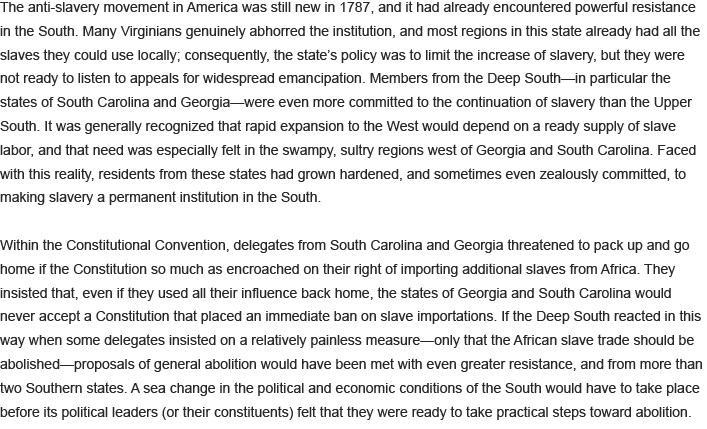 The anti-slavery movement in America was still new in 1787, and it had already encountered powerful resistance
in the South. Many Virginians genuinely abhorred the institution, and most regions in this state already had all the
slaves they could use locally; consequently, the state's policy was to limit the increase of slavery, but they were
not ready to listen to appeals for widespread emancipation. Members from the Deep South—in particular the
states of South Carolina and Georgia—were even more committed to the continuation of slavery than the Upper
South. It was generally recognized that rapid expansion to the West would depend on a ready supply of slave
labor, and that need was especially felt in the swampy, sultry regions west of Georgia and South Carolina. Faced
with this reality, residents from these states had grown hardened, and sometimes even zealously committed, to
making slavery a permanent institution in the South.

Within the Constitutional Convention, delegates from South Carolina and Georgia threatened to pack up and go
home if the Constitution so much as encroached on their right of importing additional slaves from Africa. They
insisted that, even if they used all their influence back home, the states of Georgia and South Carolina would
never accept a Constitution that placed an immediate ban on slave importations. If the Deep South reacted in this
way when some delegates insisted on a relatively painless measure—only that the African slave trade should be
abolished—proposals of general abolition would have been met with even greater resistance, and from more than
two Southern states. A sea change in the political and economic conditions of the South would have to take place
before its political leaders (or their constituents) felt that they were ready to take practical steps toward abolition.